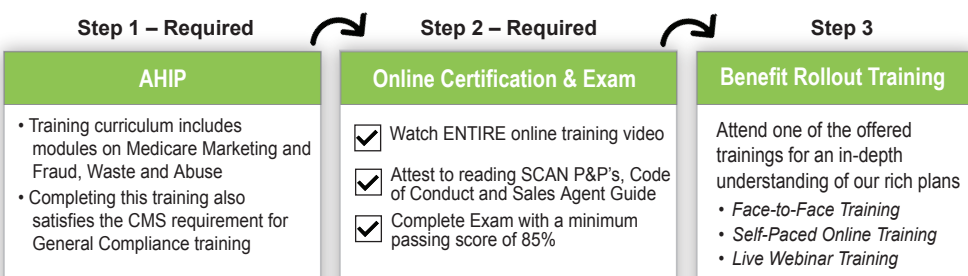 Step 1 – Required
AHIP
• Training curriculum includes
modules on Medicare Marketing and
Fraud, Waste and Abuse
• Completing this training also
satisfies the CMS requirement for
General Compliance training
Step 2 – Required
Online Certification & Exam
Watch ENTIRE online training video
Attest to reading SCAN P&P's, Code
of Conduct and Sales Agent Guide
Complete Exam with a minimum
passing score of 85%
Step 3
Benefit Rollout Training
Attend one of the offered
trainings for an in-depth
understanding of our rich plans
• Face-to-Face Training
• Self-Paced Online Training
• Live Webinar Training